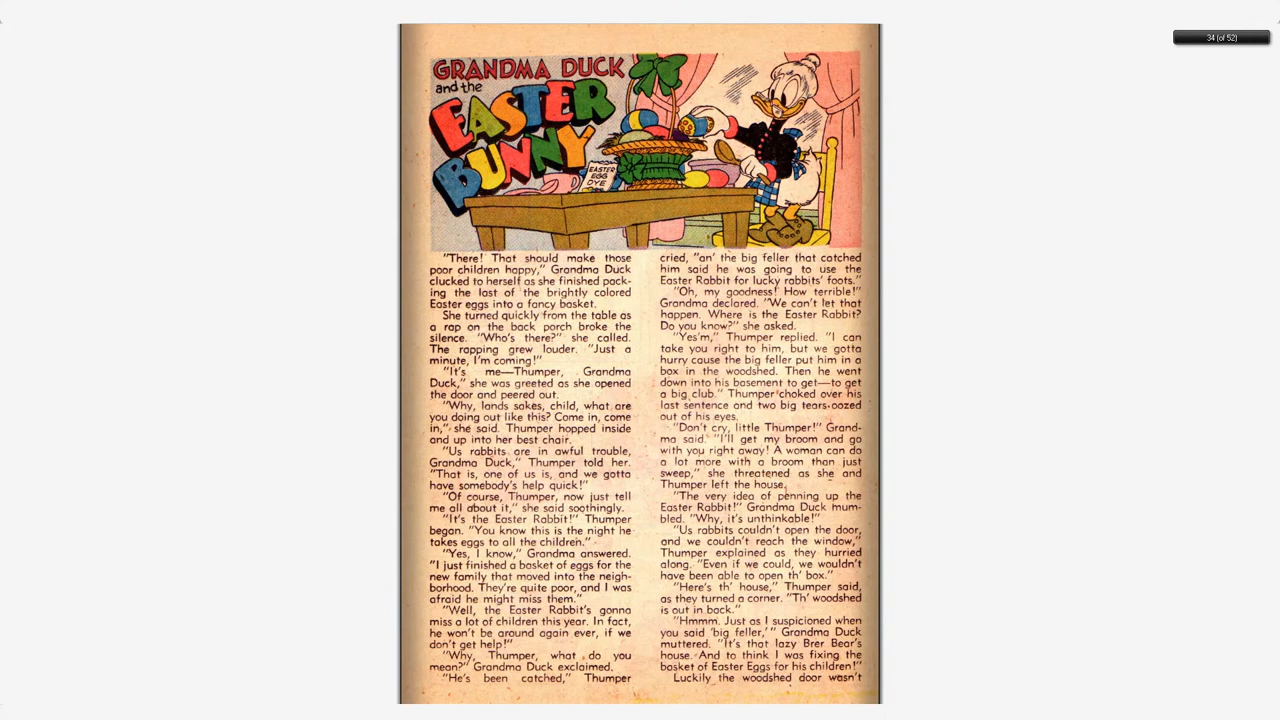 34 (of 52)
GRANDMA DUCK
and the
EASTER
BUNNY
EASTER
EGG
DYE
"There! That should make those
poor children happy," Grandma Duck
clucked to herself as she finished pack-
ing the last of the brightly colored
Easter eggs into a fancy basket.
She turned quickly from the table as
a rap on the back porch broke the
silence. "Who's there?" she called.
The rapping grew louder. "Just a
minute, I'm coming!"
"It's me—Thumper, Grandma
Duck," she was greeted as she opened
the door and peered out.
"Why, lands sakes, child, what are
you doing out like this? Come in, come
in," she said. Thumper hopped inside
and up into her best chair.
"Us rabbits are in awful trouble,
Grandma Duck," Thumper told her.
"That is, one of us is, and we gotta
have somebody's help quick!"
"Of course, Thumper, now just tell
me all about it," she said soothingly.
"It's the Easter Rabbit!" Thumper
began. "You know this is the night he
takes eggs to all the children."
"Yes, I know," Grandma answered.
"I just finished a basket of eggs for the
new family that moved into the neigh-
borhood. They're quite poor, and I was
afraid he might miss them."
"Well, the Easter Rabbit's gonna
miss a lot of children this year. In fact,
he won't be around again ever, if we
don't get help!"
"Why, Thumper, what do you
mean?" Grandma Duck exclaimed.
"He's been catched," Thumper
cried, "an' the big feller that catched
him said he was going to use the
Easter Rabbit for lucky rabbits' foots."
"Oh, my goodness! How terrible!"
Grandma declared. "We can't let that
happen. Where is the Easter Rabbit?
Do you know?" she asked.
"Yes'm," Thumper replied. "I can
take you right to him, but we gotta
hurry cause the big feller put him in a
box in the woodshed. Then he went
down into his basement to get—to get
a big club." Thumper choked over his
last sentence and two big tears oozed
out of his eyes.
"Don't cry, little Thumper!" Grand-
ma said. "I'll get my broom and go
with you right away! A woman can do
a lot more with a broom than just
sweep," she threatened as she and
Thumper left the house.
"The very idea of penning up the
Easter Rabbit!" Grandma Duck mum-
bled. "Why, it's unthinkable!"
"Us rabbits couldn't open the door,
and we couldn't reach the window,"
Thumper explained as they hurried
along. "Even if we could, we wouldn't
have been able to open th' box."
"Here's th' house," Thumper said,
as they turned a corner. "Th' woodshed
is out in back."
"Hmmm. Just as I suspicioned when
you said 'big feller,'" Grandma Duck
muttered. "It's that lazy Brer Bear's
house. And to think I was fixing the
basket of Easter Eggs for his children!"
Luckily the woodshed door wasn't